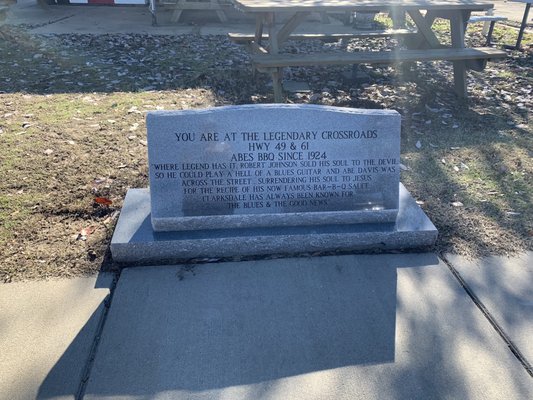 YOU ARE AT THE LEGENDARY CROSSROADS
HWY 49 & 61
ABES BBQ SINCE 1924
WHERE LEGEND HAS IT, ROBERT JOHNSON SOLD HIS SOUL TO THE DEVIL
SO HE COULD PLAY A HELL OF A BLUES GUITAR AND ABE DAVIS WAS
ACROSS THE STREET, SURRENDERING HIS SOUL TO JESUS
FOR THE RECIPE OF HIS NOW FAMOUS BAR-B-Q SAUCE
CLARKSDALE HAS ALWAYS BEEN KNOWN FOR
THE BLUES & THE GOOD NEWS